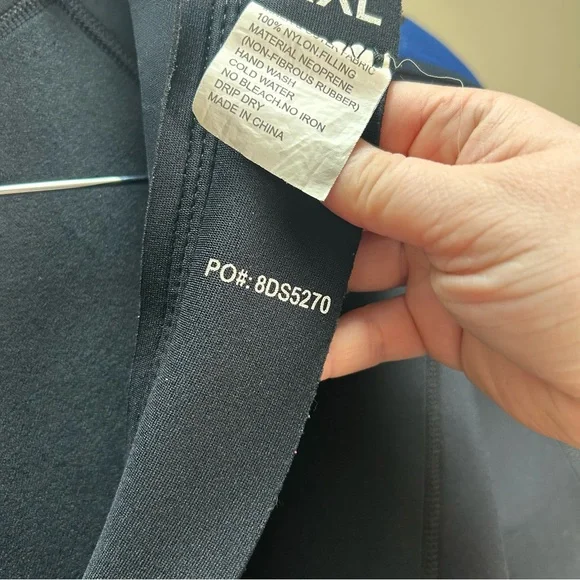 XL
100% NYLON.FILLING
MATERIAL NEOPRENE
(NON-FIBROUS RUBBER)
HAND WASH
COLD WATER
NO BLEACH.NO IRON
DRIP DRY
MADE IN CHINA
PO#: 8DS5270